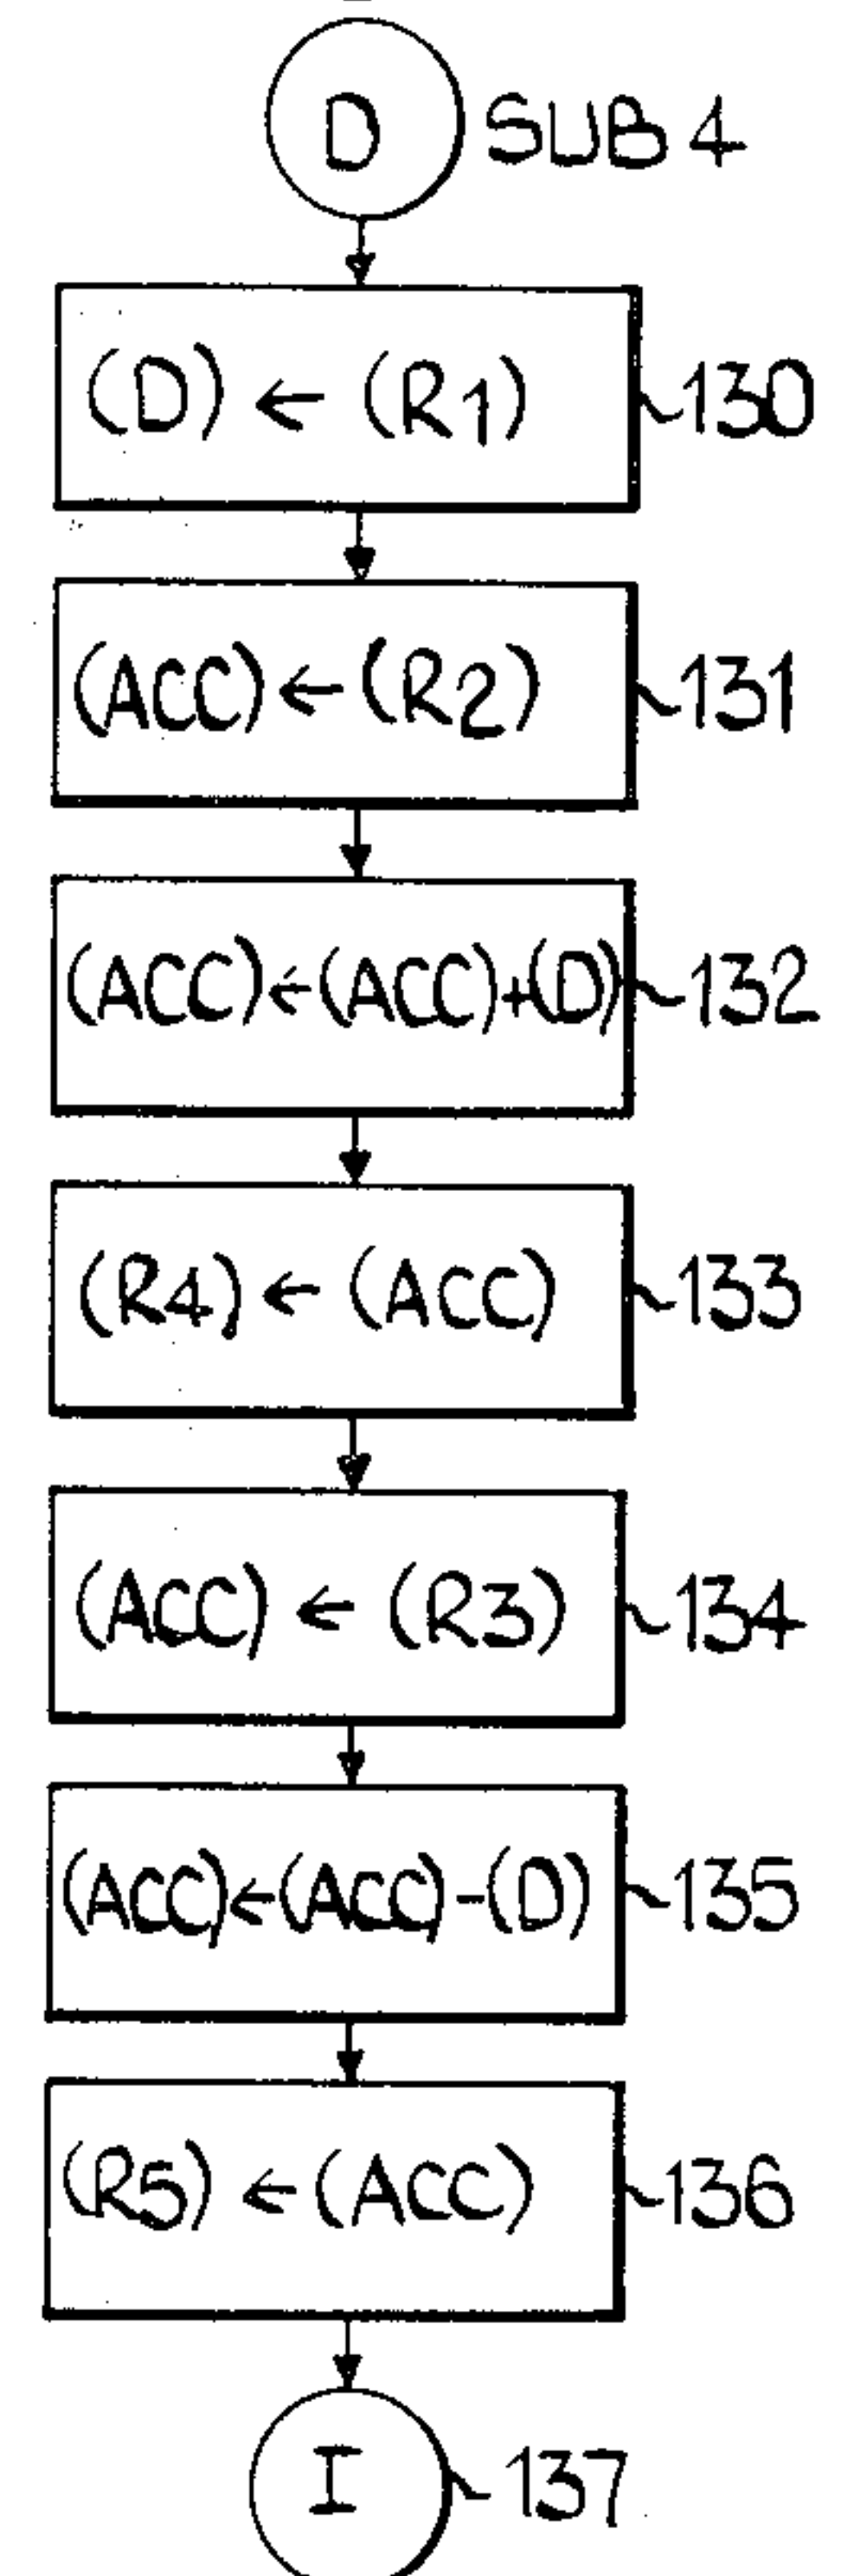 D SUB 4
(D) ← (R1) 130
(ACC) ← (R2) 131
(ACC) ← (ACC)+(D) 132
(R4) ← (ACC) 133
(ACC) ← (R3) 134
(ACC) ← (ACC) - (D) 135
(R5) ← (ACC) 136
I 137